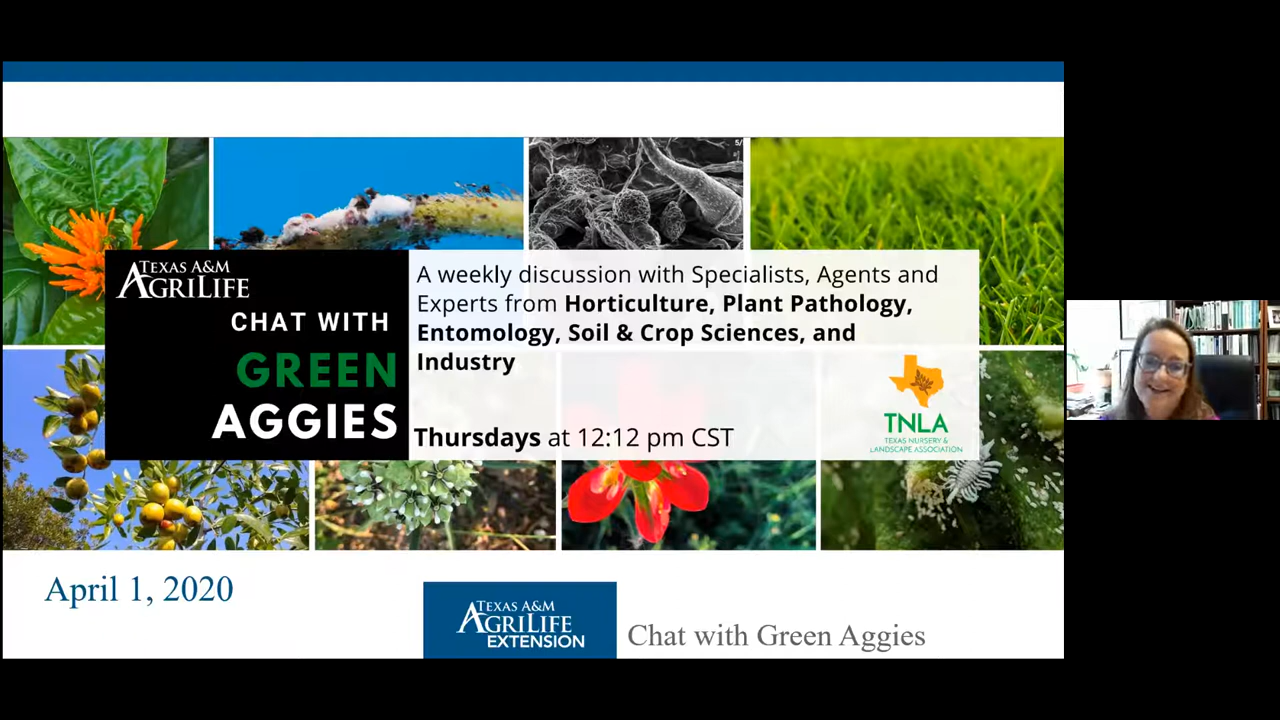 5/
TEXAS A&M
AGRILIFE
CHAT WITH
GREEN
AGGIES
A weekly discussion with Specialists, Agents and
Experts from Horticulture, Plant Pathology,
Entomology, Soil & Crop Sciences, and
Industry
Thursdays at 12:12 pm CST
TNLA
TEXAS NURSERY &
LANDSCAPE ASSOCIATION
April 1, 2020
TEXAS A&M
AGRILIFE
EXTENSION
Chat with Green Aggies